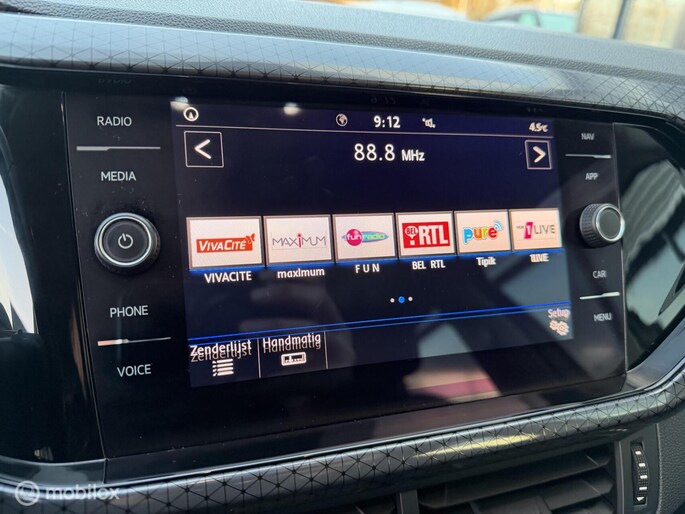 RADIO
MEDIA
PHONE
VOICE
9:12
4.5°C
88.8 MHz
VIVACITÉ
MAXIMUM
fun radio
BEL RTL
pure
1LIVE
VIVACITE
maxImum
F U N
BEL RTL
Tipik
1LIVE
Setup
Zenderlijst
Handmatig
NAV
APP
CAR
MENU
mobilox